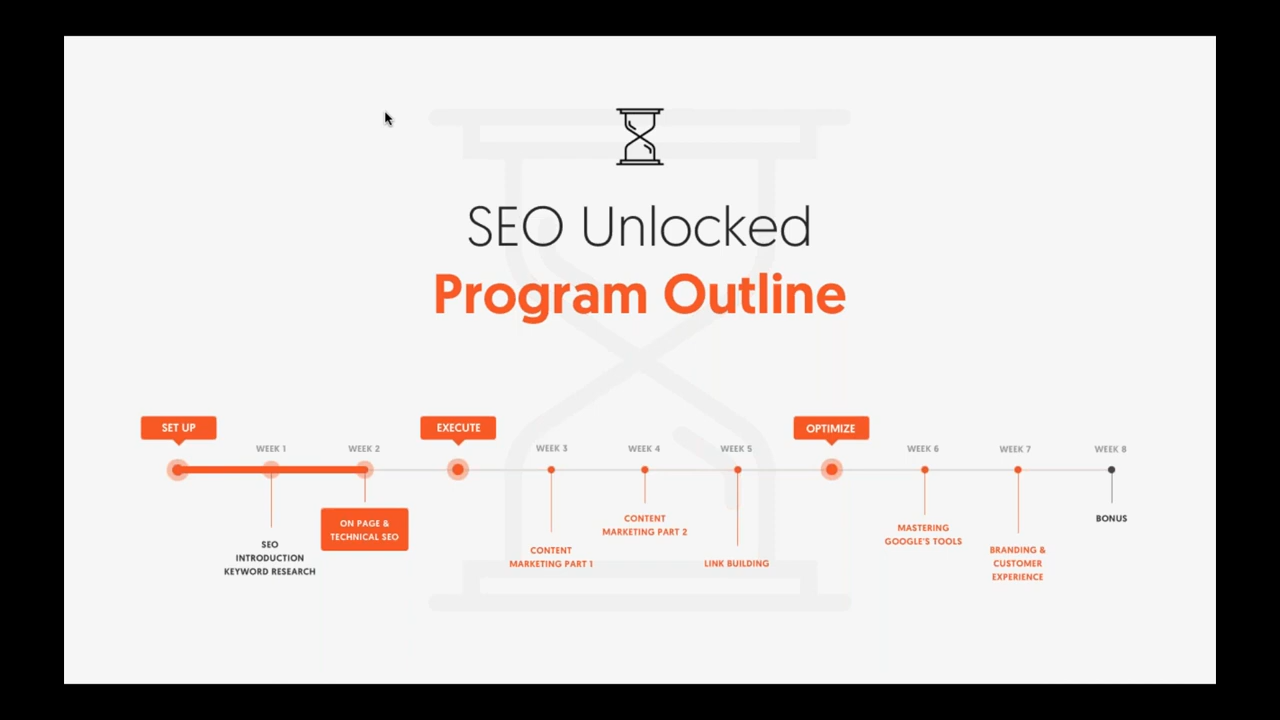 SEO Unlocked
Program Outline
SET UP
EXECUTE
OPTIMIZE
WEEK 1
WEEK 2
WEEK 3
WEEK 4
WEEK 5
WEEK 6
WEEK 7
WEEK 8
SEO
INTRODUCTION
KEYWORD RESEARCH
ON PAGE &
TECHNICAL SEO
CONTENT
MARKETING PART 1
CONTENT
MARKETING PART 2
LINK BUILDING
MASTERING
GOOGLE'S TOOLS
BRANDING &
CUSTOMER
EXPERIENCE
BONUS